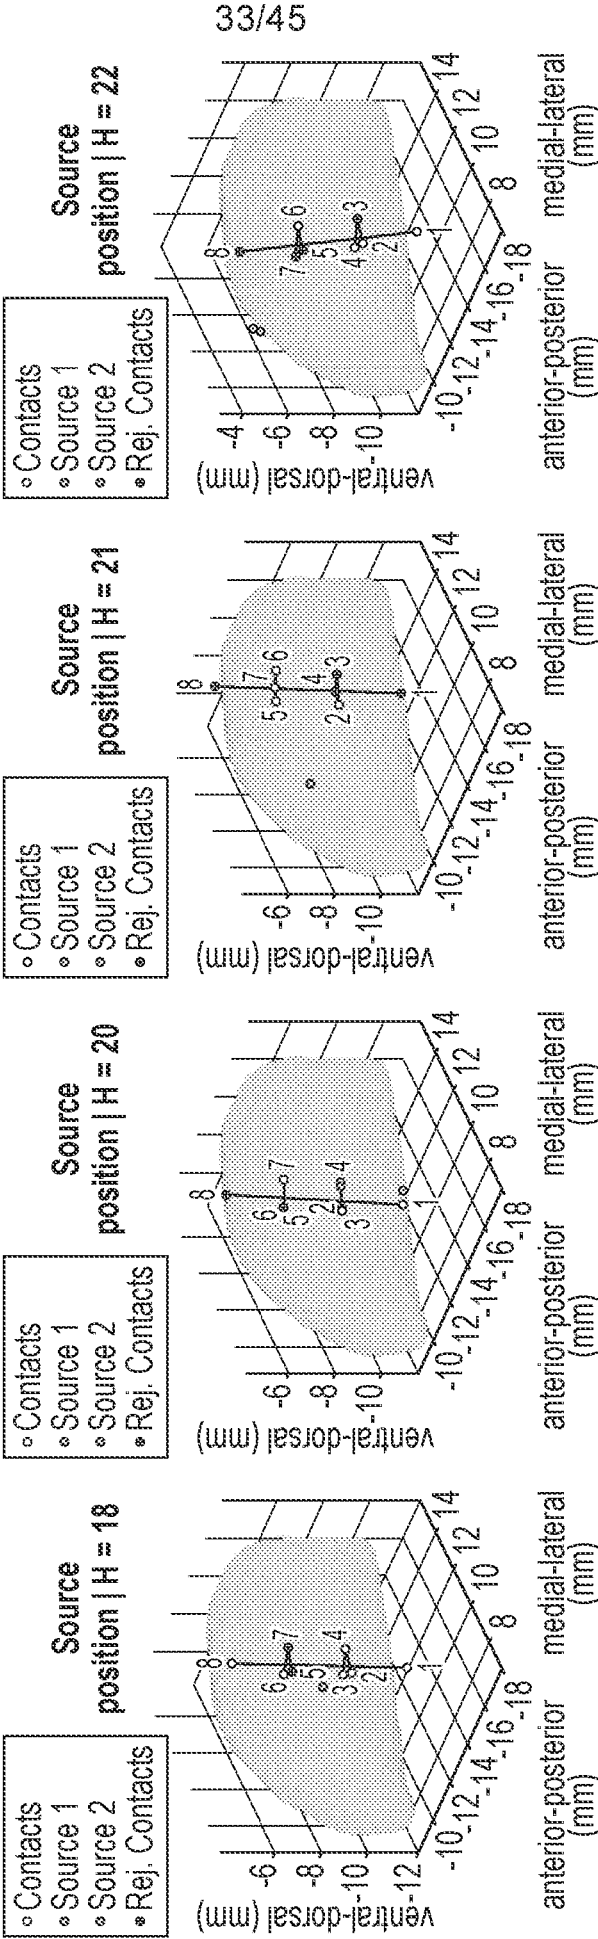 33/45
Contacts
Source 1
Source 2
Rej. Contacts
Source
position | H = 18
ventral-dorsal (mm)
-6
-8
-10
-12
8
7
6
5
4
3
2
1
-10
-12
-14
-16
-18
8
10
12
14
anterior-posterior
(mm)
medial-lateral
(mm)
Contacts
Source 1
Source 2
Rej. Contacts
Source
position | H = 20
ventral-dorsal (mm)
-6
-8
-10
8
7
6
5
4
2
3
1
-10
-12
-14
-16
-18
8
10
12
14
anterior-posterior
(mm)
medial-lateral
(mm)
Contacts
Source 1
Source 2
Rej. Contacts
Source
position | H = 21
ventral-dorsal (mm)
-6
-8
-10
8
7
6
5
4
3
2
1
-10
-12
-14
-16
-18
8
10
12
14
anterior-posterior
(mm)
medial-lateral
(mm)
Contacts
Source 1
Source 2
Rej. Contacts
Source
position | H = 22
ventral-dorsal (mm)
-4
-6
-8
-10
8
6
7
5
3
4
2
1
-10
-12
-14
-16
-18
8
10
12
14
anterior-posterior
(mm)
medial-lateral
(mm)